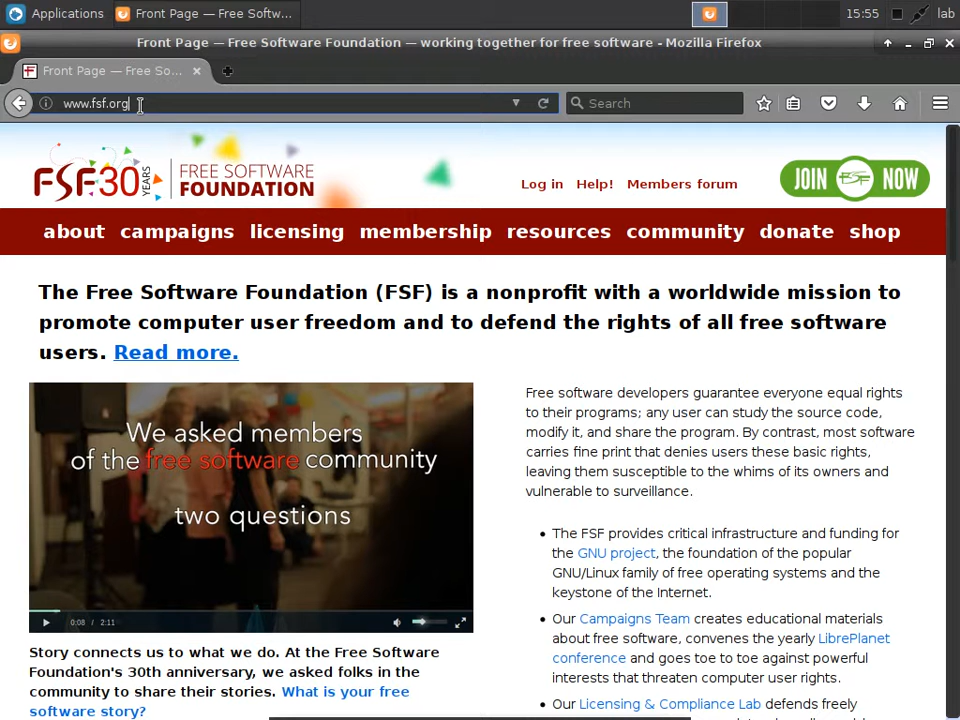 Applications
Front Page — Free Softw...
15:55
lab
Front Page — Free Software Foundation — working together for free software - Mozilla Firefox
Front Page — Free So...
www.fsf.org
Search
FSF30 YEARS
FREE SOFTWARE
FOUNDATION
Log in Help! Members forum
JOIN NOW
about campaigns licensing membership resources community donate shop
The Free Software Foundation (FSF) is a nonprofit with a worldwide mission to
promote computer user freedom and to defend the rights of all free software
users. Read more.
We asked members
of the free software community
two questions
0:08 / 2:11
Story connects us to what we do. At the Free Software
Foundation's 30th anniversary, we asked folks in the
community to share their stories. What is your free
software story?
Free software developers guarantee everyone equal rights
to their programs; any user can study the source code,
modify it, and share the program. By contrast, most software
carries fine print that denies users these basic rights,
leaving them susceptible to the whims of its owners and
vulnerable to surveillance.
• The FSF provides critical infrastructure and funding for
the GNU project, the foundation of the popular
GNU/Linux family of free operating systems and the
keystone of the Internet.
• Our Campaigns Team creates educational materials
about free software, convenes the yearly LibrePlanet
conference and goes toe to toe against powerful
interests that threaten computer user rights.
• Our Licensing & Compliance Lab defends freely